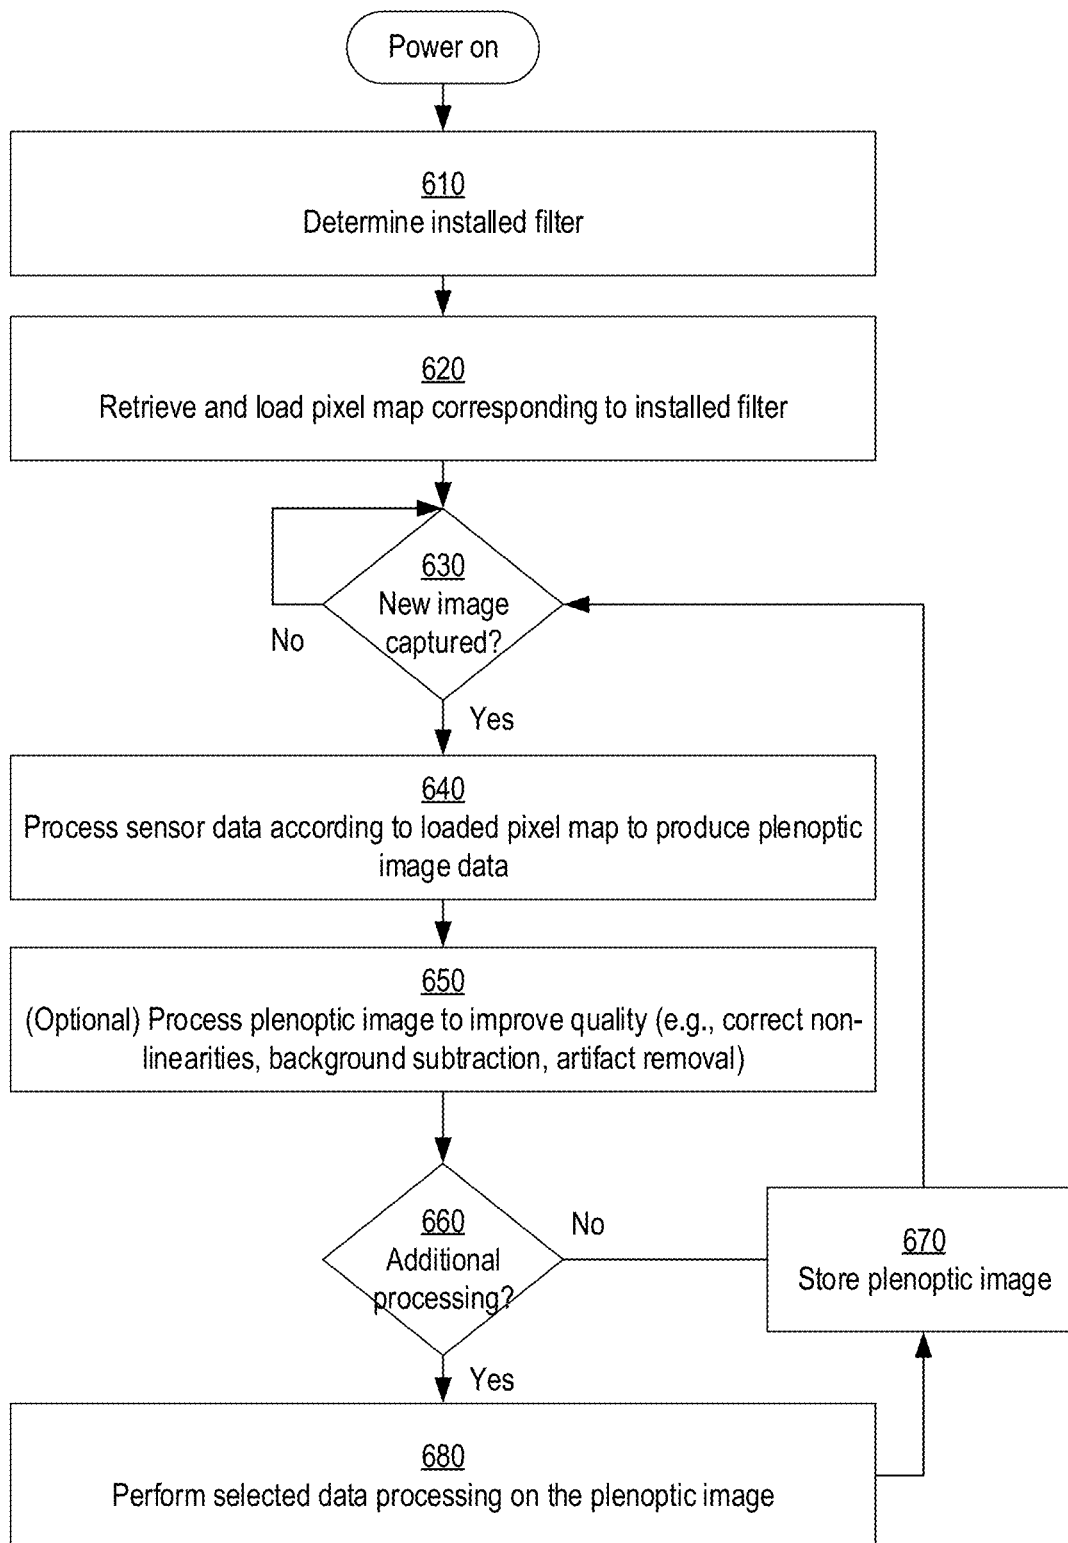 Power on
610
Determine installed filter
620
Retrieve and load pixel map corresponding to installed filter
630
New image
captured?
No
Yes
640
Process sensor data according to loaded pixel map to produce plenoptic
image data
650
(Optional) Process plenoptic image to improve quality (e.g., correct non-
linearities, background subtraction, artifact removal)
660
Additional
processing?
No
670
Store plenoptic image
Yes
680
Perform selected data processing on the plenoptic image